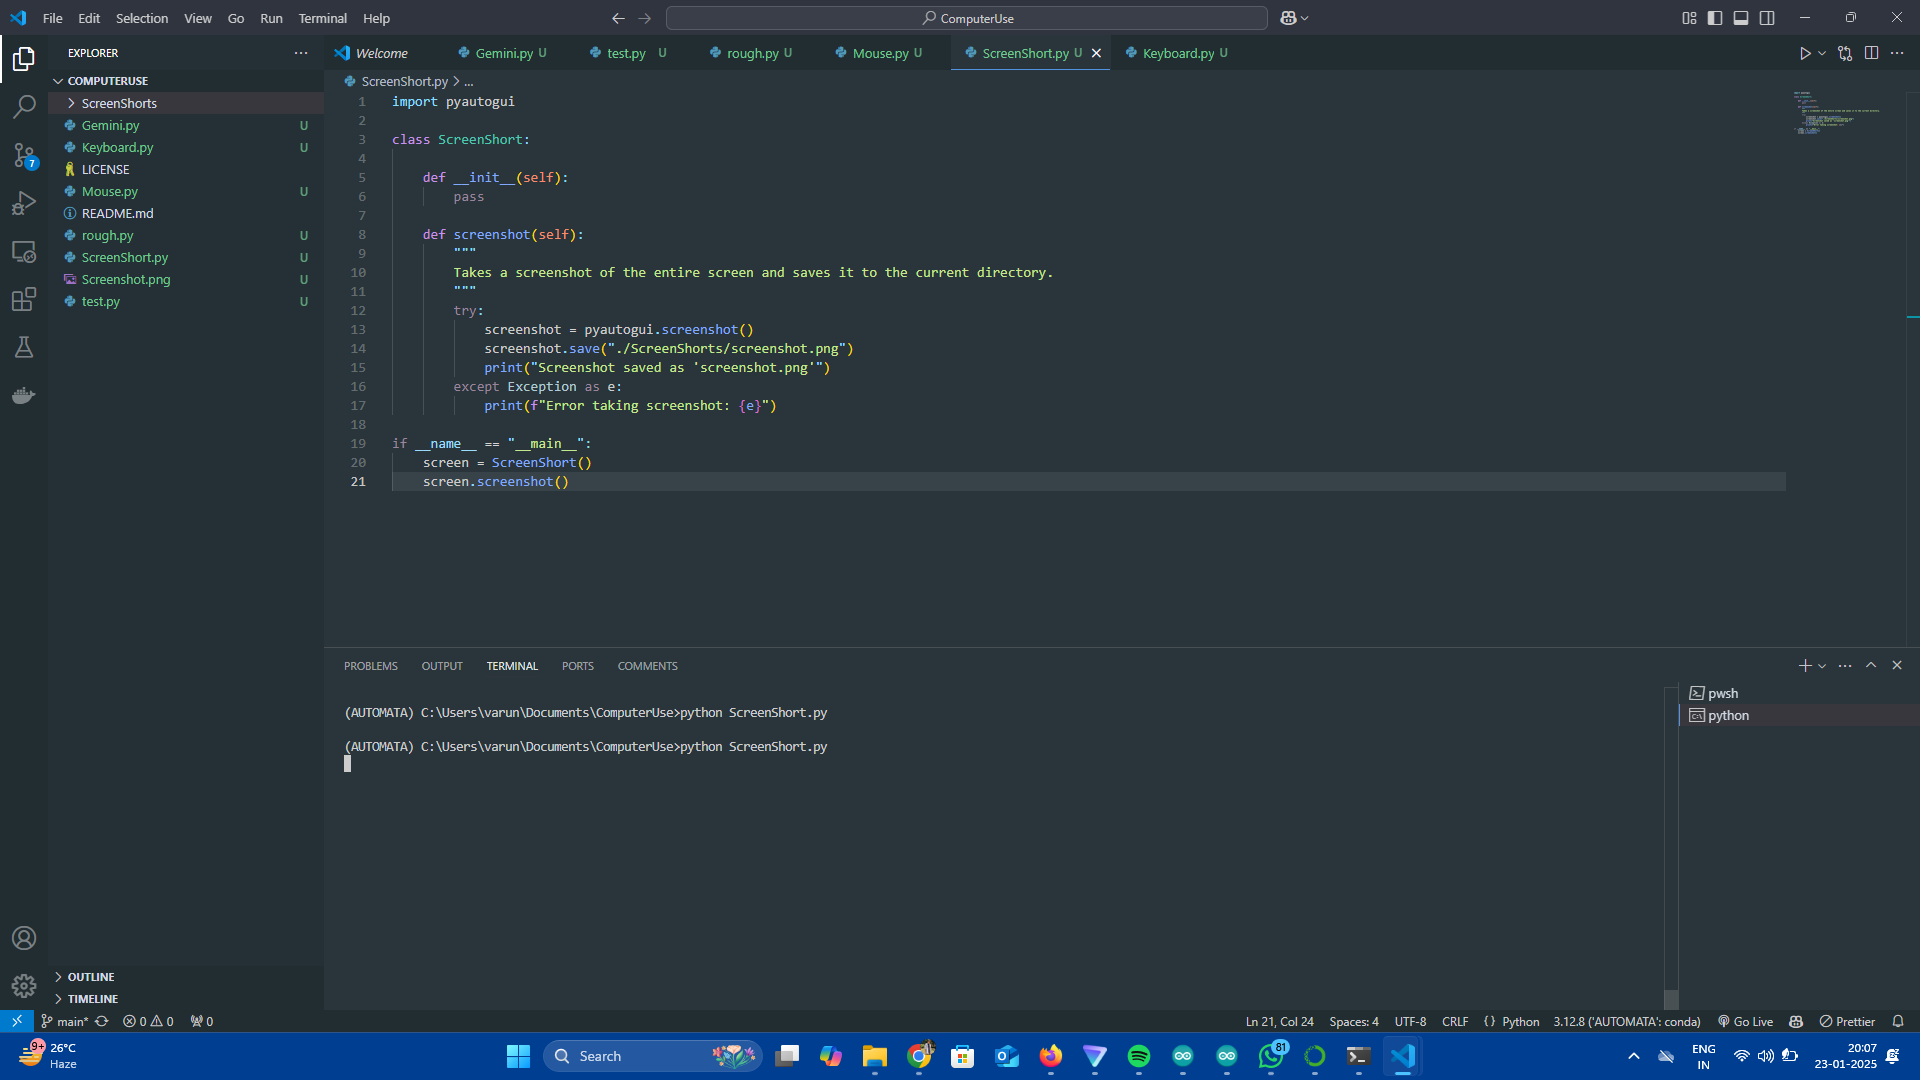 File Edit Selection View Go Run Terminal Help
ComputerUse
EXPLORER
Welcome Gemini.py U test.py U rough.py U Mouse.py U ScreenShort.py U Keyboard.py U
COMPUTERUSE
ScreenShorts
Gemini.py U
Keyboard.py U
LICENSE
Mouse.py U
README.md
rough.py U
ScreenShort.py U
Screenshot.png U
test.py U
7
OUTLINE
TIMELINE
ScreenShort.py > ...
1 import pyautogui
2
3 class ScreenShort:
4
5 def __init__(self):
6 pass
7
8 def screenshot(self):
9 """
10 Takes a screenshot of the entire screen and saves it to the current directory.
11 """
12 try:
13 screenshot = pyautogui.screenshot()
14 screenshot.save("./ScreenShorts/screenshot.png")
15 print("Screenshot saved as 'screenshot.png'")
16 except Exception as e:
17 print(f"Error taking screenshot: {e}")
18
19 if __name__ == "__main__":
20 screen = ScreenShort()
21 screen.screenshot()
PROBLEMS OUTPUT TERMINAL PORTS COMMENTS
(AUTOMATA) C:\Users\varun\Documents\ComputerUse>python ScreenShort.py
(AUTOMATA) C:\Users\varun\Documents\ComputerUse>python ScreenShort.py
pwsh
python
main* 0 0 0
Ln 21, Col 24 Spaces: 4 UTF-8 CRLF {} Python 3.12.8 ('AUTOMATA': conda) Go Live Prettier
9+ 26°C
Haze
Search
81
ENG
IN
20:07
23-01-2025